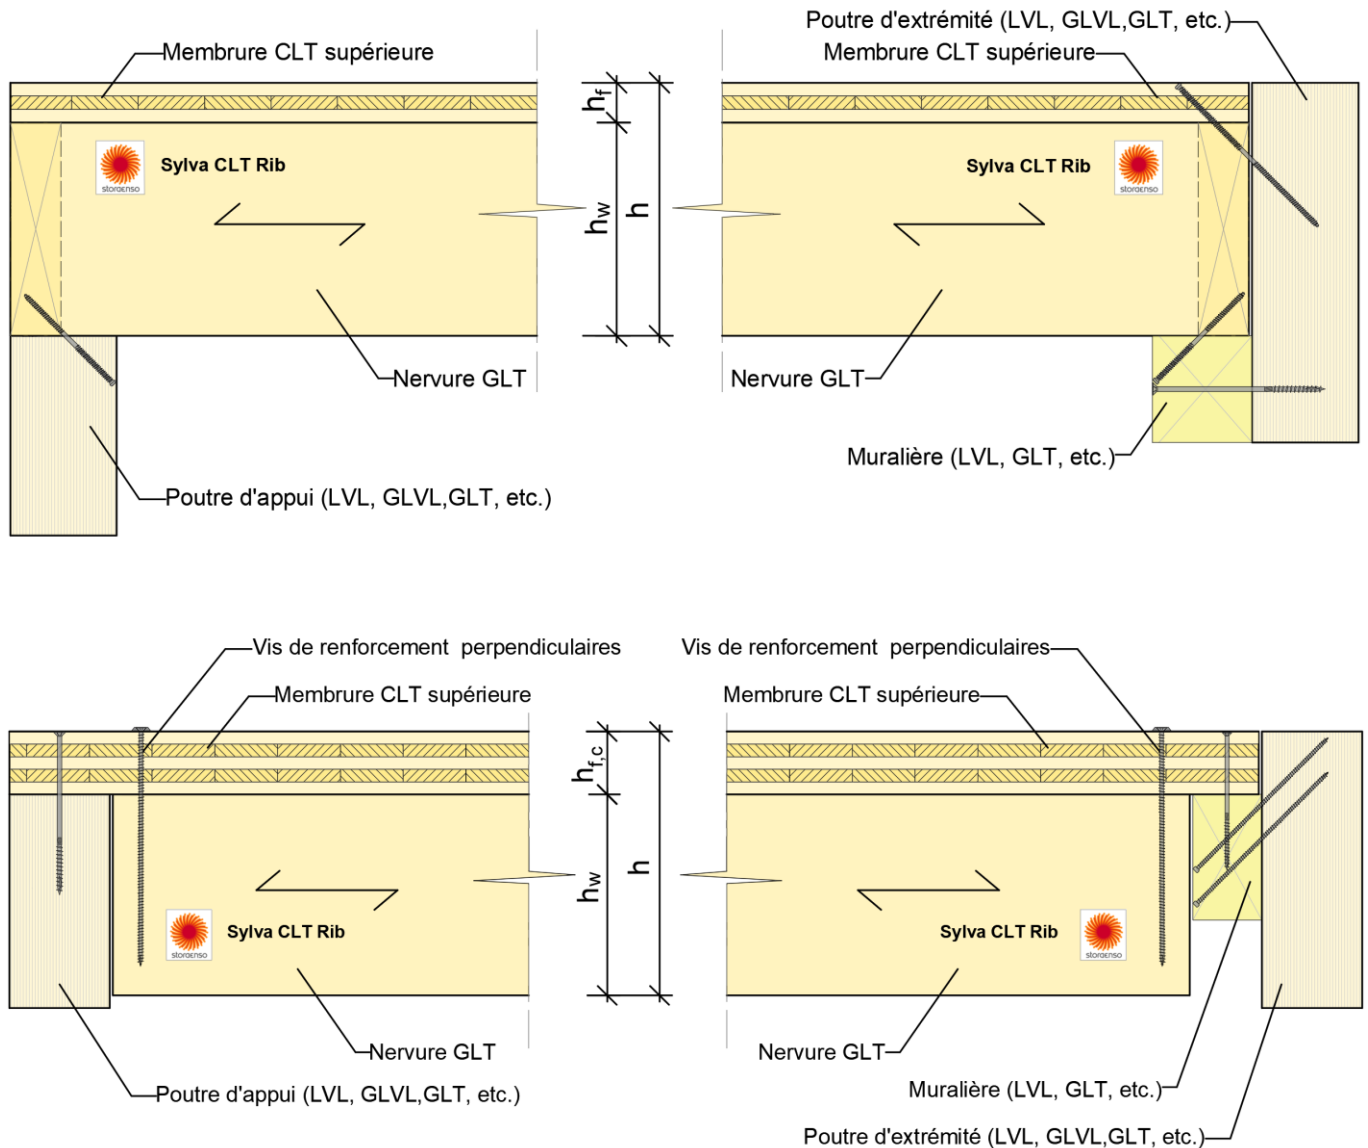 Poutre d'extrémité (LVL, GLVL,GLT, etc.)
Membrure CLT supérieure
Membrure CLT supérieure
hf
storaenso
Sylva CLT Rib
Sylva CLT Rib
storaenso
hw
h
Nervure GLT
Nervure GLT
Muralière (LVL, GLT, etc.)
Poutre d'appui (LVL, GLVL,GLT, etc.)
Vis de renforcement perpendiculaires
Vis de renforcement perpendiculaires
Membrure CLT supérieure
Membrure CLT supérieure
hf,c
hw
h
storaenso
Sylva CLT Rib
Sylva CLT Rib
storaenso
Nervure GLT
Nervure GLT
Poutre d'appui (LVL, GLVL,GLT, etc.)
Muralière (LVL, GLT, etc.)
Poutre d'extrémité (LVL, GLVL,GLT, etc.)